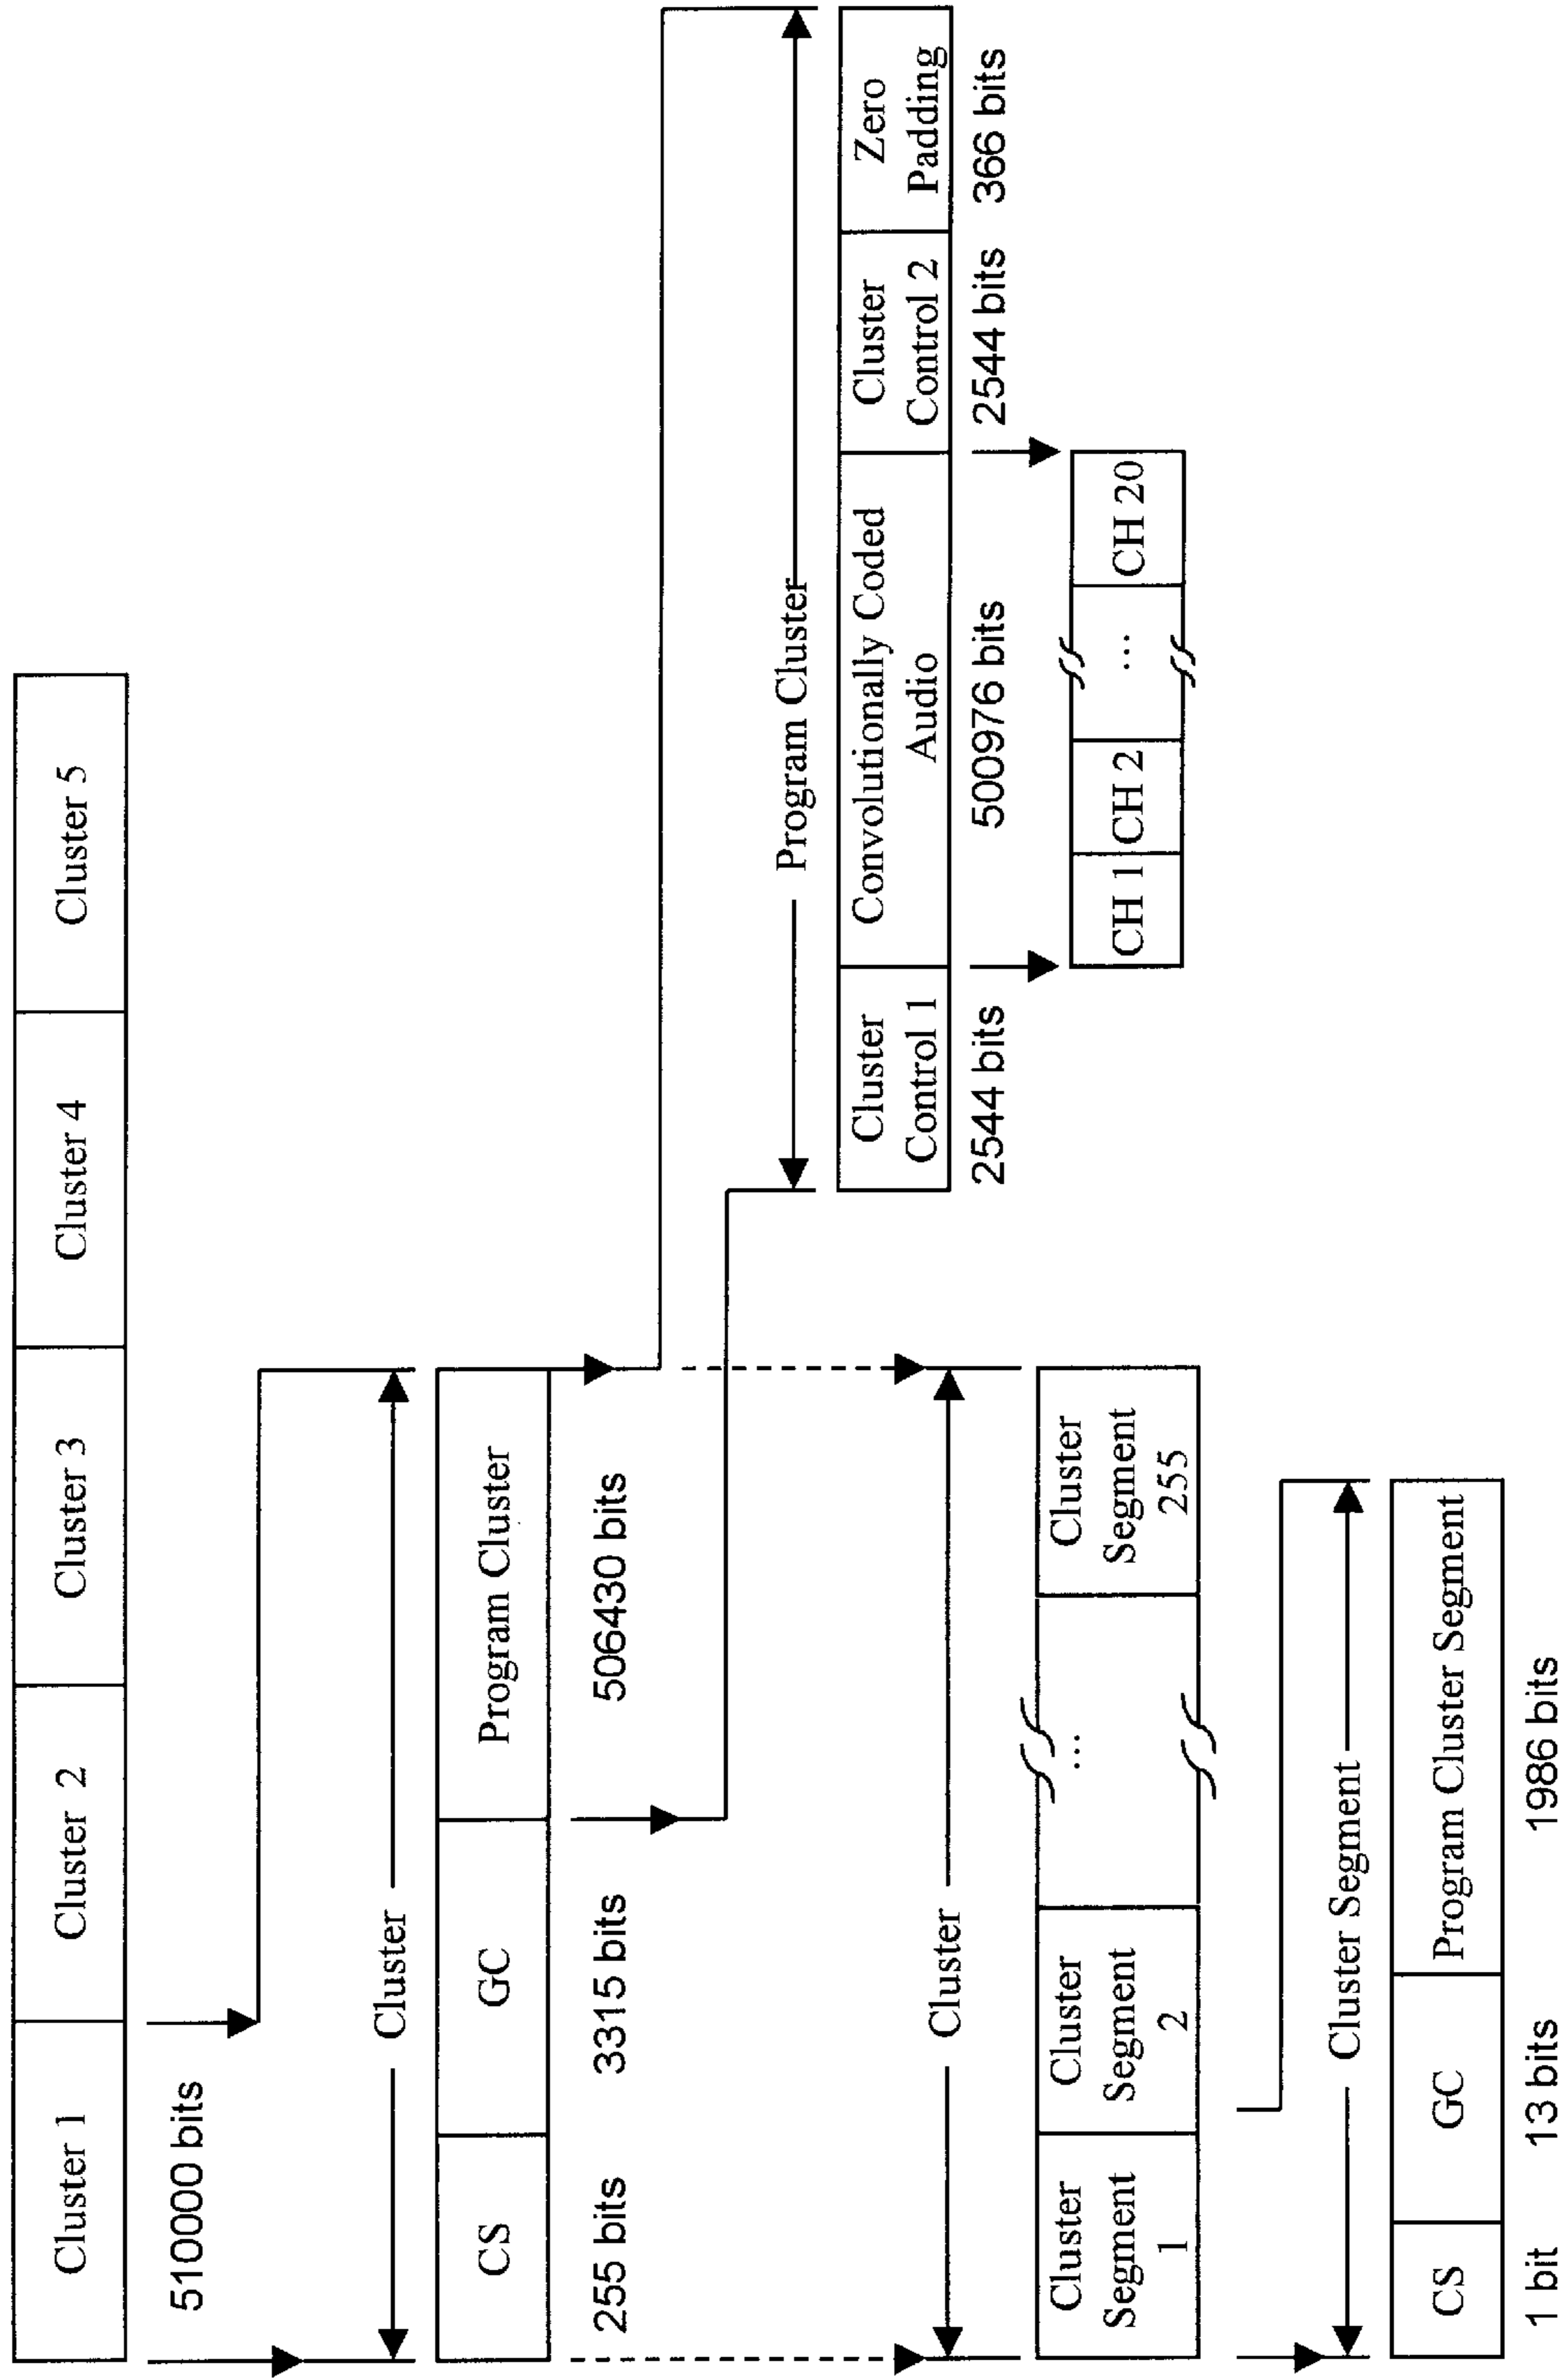 Cluster 1
Cluster 2
Cluster 3
Cluster 4
Cluster 5
510000 bits
Cluster
CS
GC
Program Cluster
255 bits
3315 bits
506430 bits
Program Cluster
Cluster
Control 1
Convolutionally Coded
Audio
Cluster
Control 2
Zero
Padding
2544 bits
500976 bits
2544 bits
366 bits
CH 1
CH 2
...
CH 20
Cluster
Cluster
Segment
1
Cluster
Segment
2
...
Cluster
Segment
255
Cluster Segment
CS
GC
Program Cluster Segment
1 bit
13 bits
1986 bits